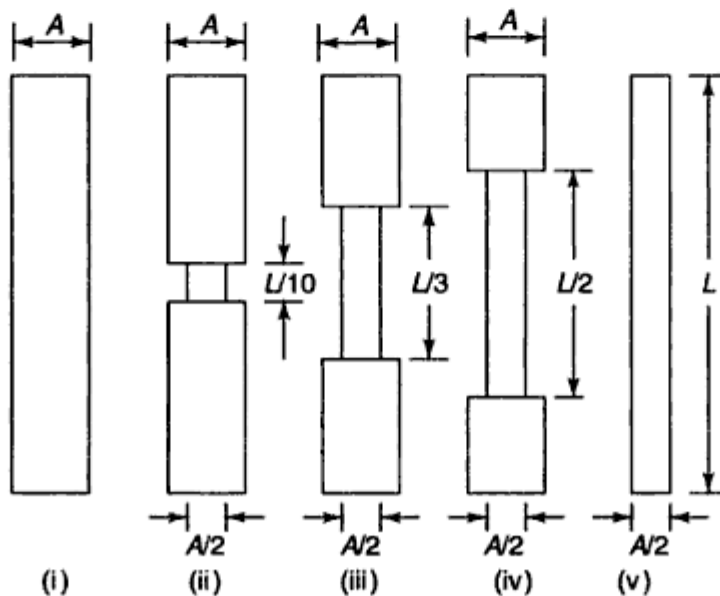 A A A A
L/10 L/3 L/2 L
A/2 A/2 A/2 A/2
(i) (ii) (iii) (iv) (v)